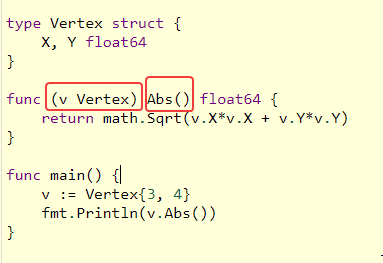 type Vertex struct {
    X, Y float64
}
func (v Vertex) Abs() float64 {
    return math.Sqrt(v.X*v.X + v.Y*v.Y)
}
func main() {
    v := Vertex{3, 4}
    fmt.Println(v.Abs())
}